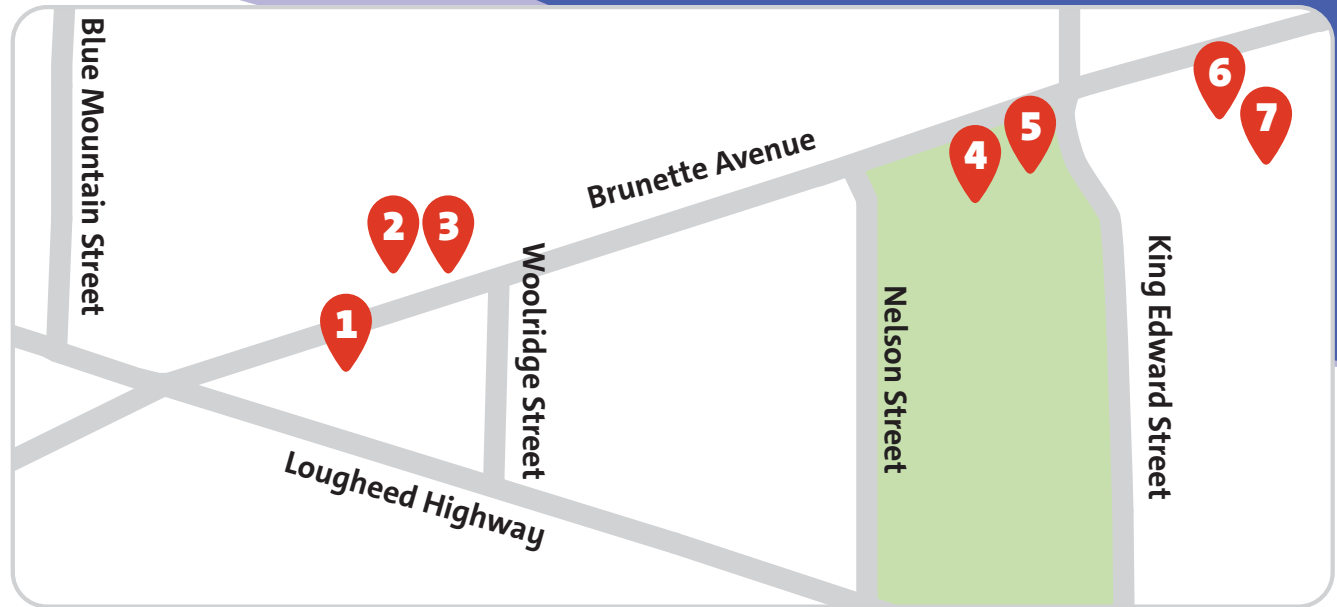 Blue Mountain Street
6
7
5
4
Brunette Avenue
2
3
1
Woolridge Street
Nelson Street
King Edward Street
Lougheed Highway